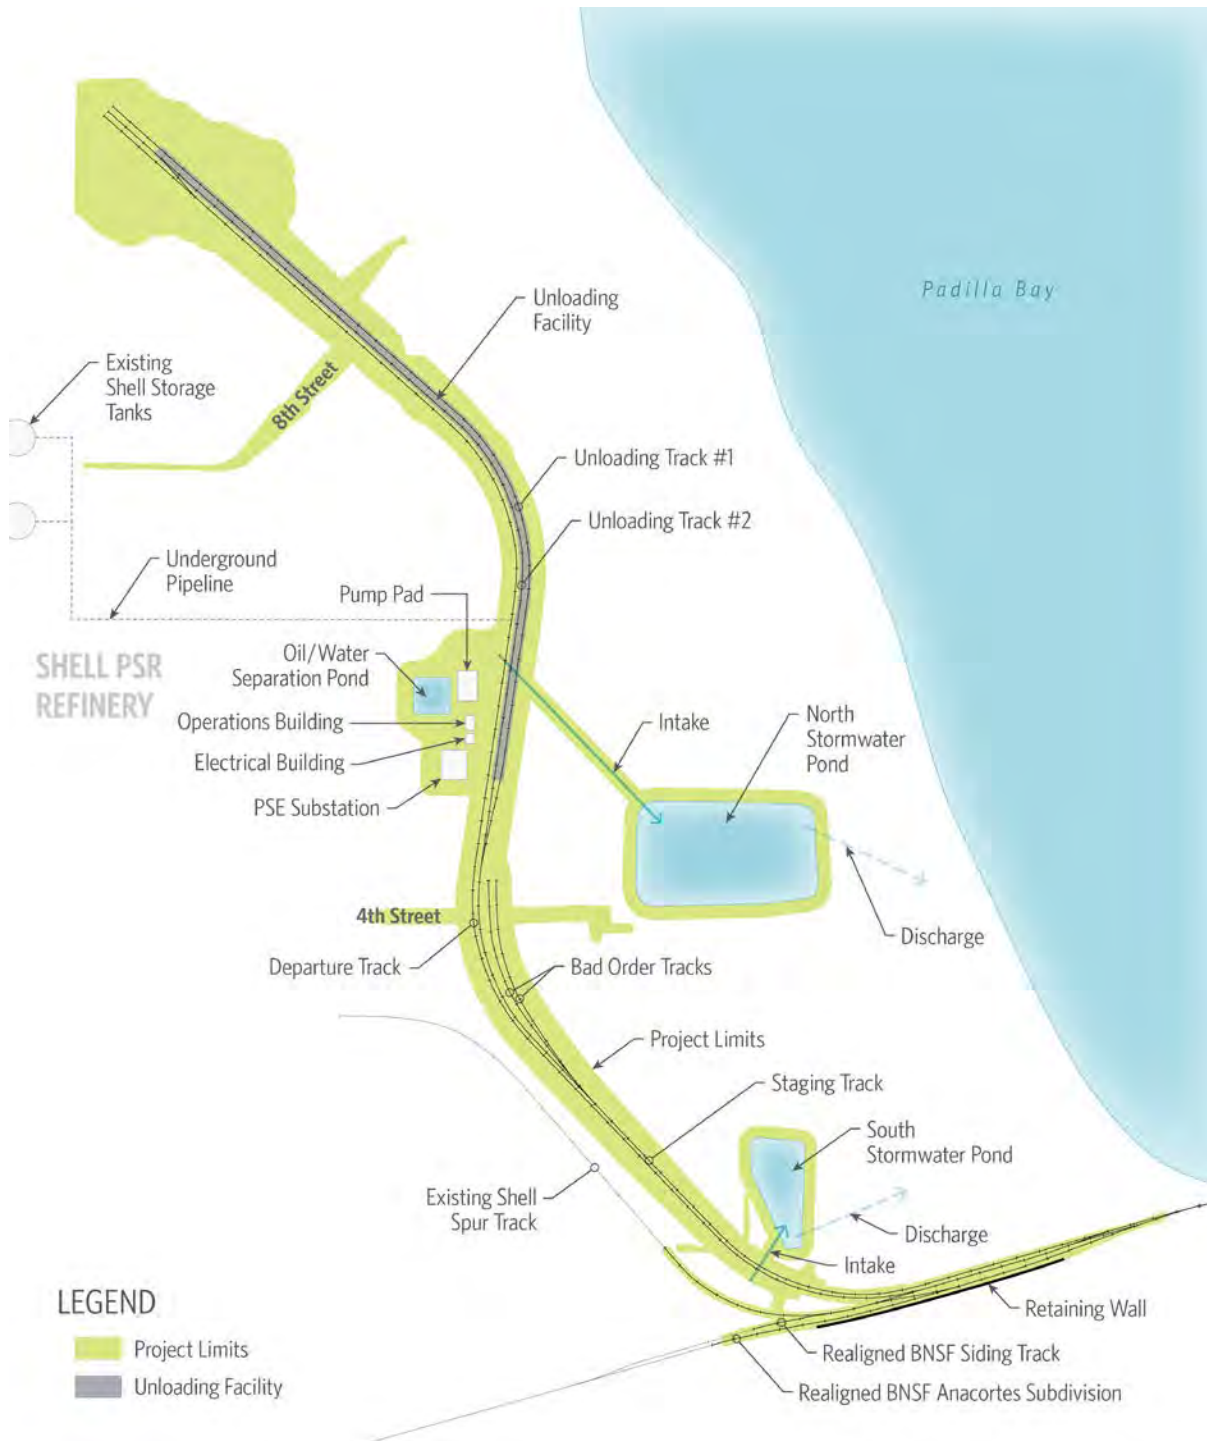 Padilla Bay
Unloading
Facility
Existing
Shell Storage
Tanks
8th Street
Unloading Track #1
Unloading Track #2
Underground
Pipeline
Pump Pad
SHELL PSR
REFINERY
Oil/Water
Separation Pond
Operations Building
Electrical Building
PSE Substation
Intake
North
Stormwater
Pond
4th Street
Discharge
Departure Track
Bad Order Tracks
Project Limits
Staging Track
South
Stormwater Pond
Existing Shell
Spur Track
Discharge
Intake
Retaining Wall
Realigned BNSF Siding Track
Realigned BNSF Anacortes Subdivision
LEGEND
Project Limits
Unloading Facility